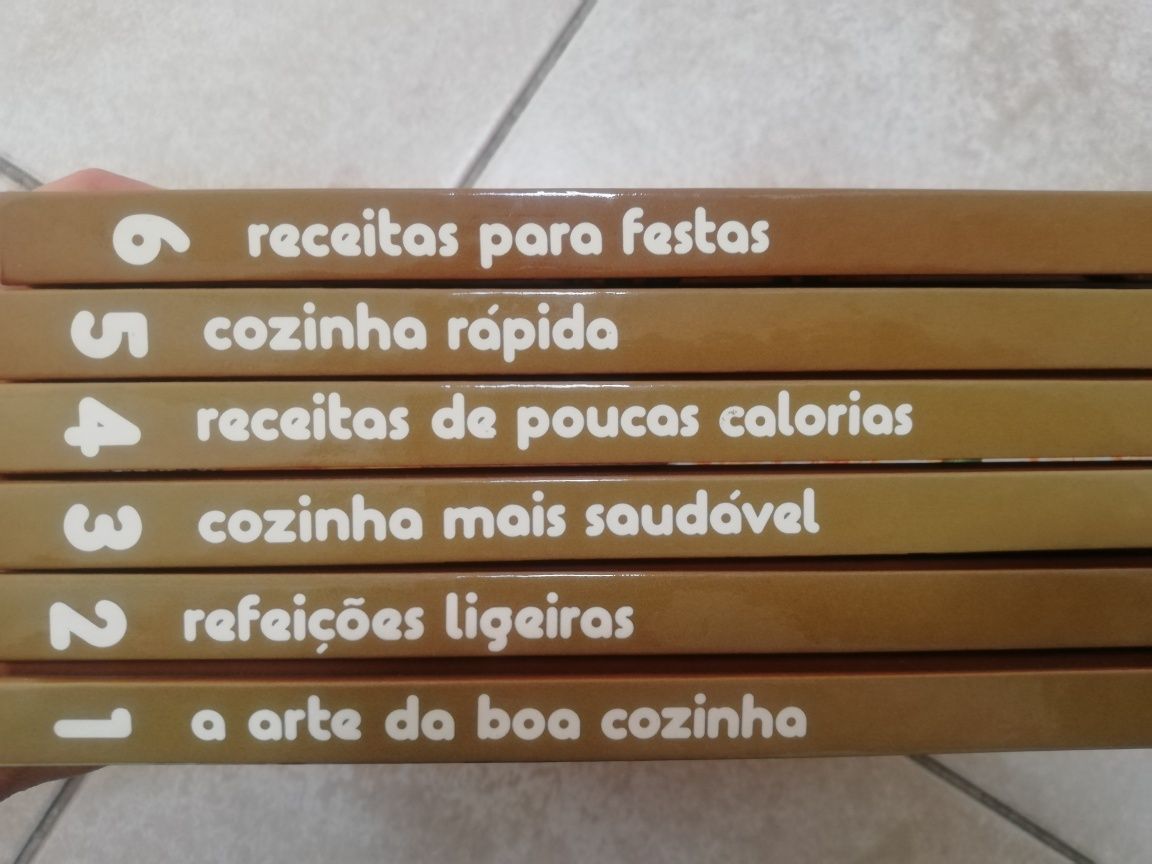 6 receitas para festas
5 cozinha rápida
4 receitas de poucas calorias
3 cozinha mais saudável
2 refeições ligeiras
1 a arte da boa cozinha